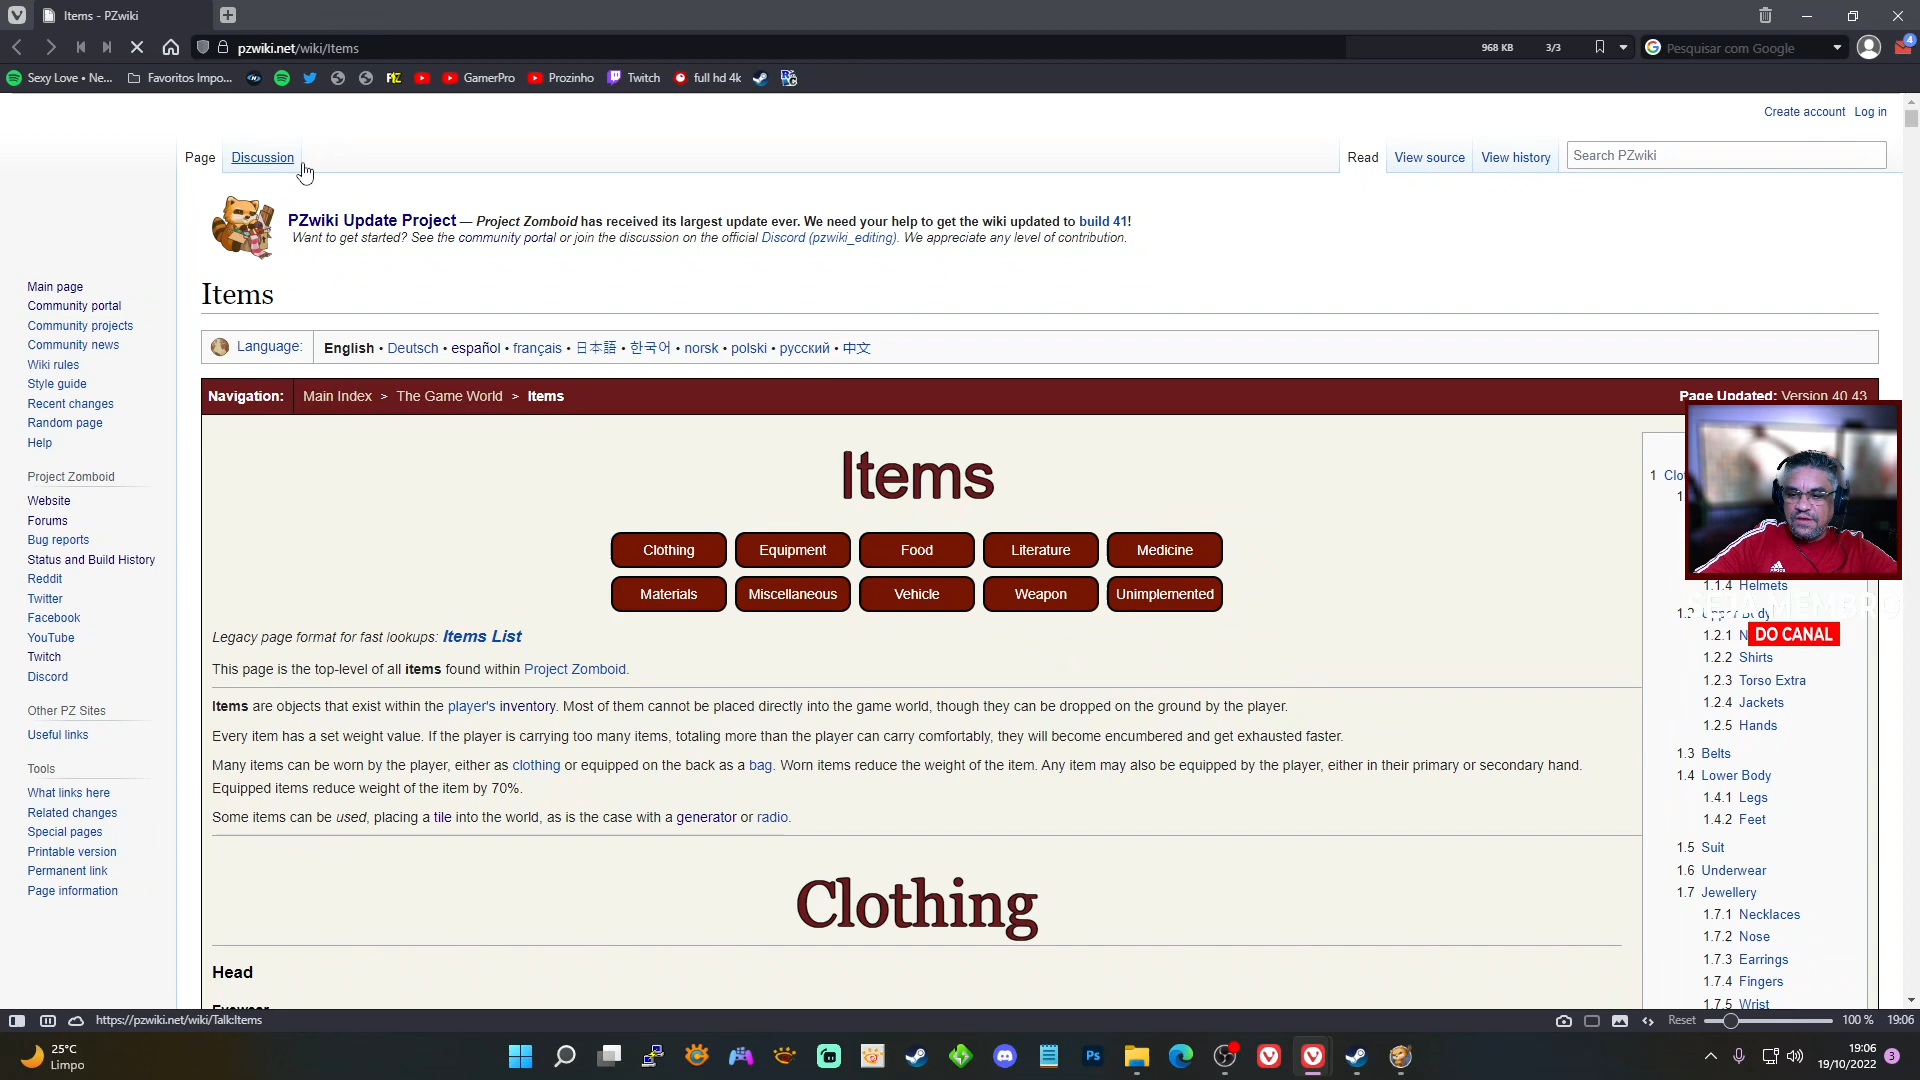 Items - PZwiki
pzwiki.net/wiki/Items
968 KB
3/3
Pesquisar com Google
4
Sexy Love • Ne...
Favoritos Impo...
GamerPro
Prozinho
Twitch
full hd 4k
Create account Log in
Page Discussion
Read View source View history
Search PZwiki
PZwiki Update Project — Project Zomboid has received its largest update ever. We need your help to get the wiki updated to build 41!
Want to get started? See the community portal or join the discussion on the official Discord (pzwiki_editing). We appreciate any level of contribution.
Items
Language:
English • Deutsch • español • français • 日本語 • 한국어 • norsk • polski • русский • 中文
Navigation:
Main Index > The Game World > Items
Page Updated: Version 40.43
Main page
Community portal
Community projects
Community news
Wiki rules
Style guide
Recent changes
Random page
Help
Project Zomboid
Website
Forums
Bug reports
Status and Build History
Reddit
Twitter
Facebook
YouTube
Twitch
Discord
Other PZ Sites
Useful links
Tools
What links here
Related changes
Special pages
Printable version
Permanent link
Page information
Items
Clothing Equipment Food Literature Medicine
Materials Miscellaneous Vehicle Weapon Unimplemented
Legacy page format for fast lookups: Items List
This page is the top-level of all items found within Project Zomboid.
Items are objects that exist within the player's inventory. Most of them cannot be placed directly into the game world, though they can be dropped on the ground by the player.
Every item has a set weight value. If the player is carrying too many items, totaling more than the player can carry comfortably, they will become encumbered and get exhausted faster.
Many items can be worn by the player, either as clothing or equipped on the back as a bag. Worn items reduce the weight of the item. Any item may also be equipped by the player, either in their primary or secondary hand.
Equipped items reduce weight of the item by 70%.
Some items can be used, placing a tile into the world, as is the case with a generator or radio.
Clothing
Head
Eyewear
1 Clot
1
1.1.4 Helmets
1.2 Upper Body
SEJA MEMBRO
DO CANAL
1.2.1 N
1.2.2 Shirts
1.2.3 Torso Extra
1.2.4 Jackets
1.2.5 Hands
1.3 Belts
1.4 Lower Body
1.4.1 Legs
1.4.2 Feet
1.5 Suit
1.6 Underwear
1.7 Jewellery
1.7.1 Necklaces
1.7.2 Nose
1.7.3 Earrings
1.7.4 Fingers
1.7.5 Wrist
https://pzwiki.net/wiki/Talk:Items
Reset
100 %
19:06
25°C
Limpo
Ps
19:06
19/10/2022
3